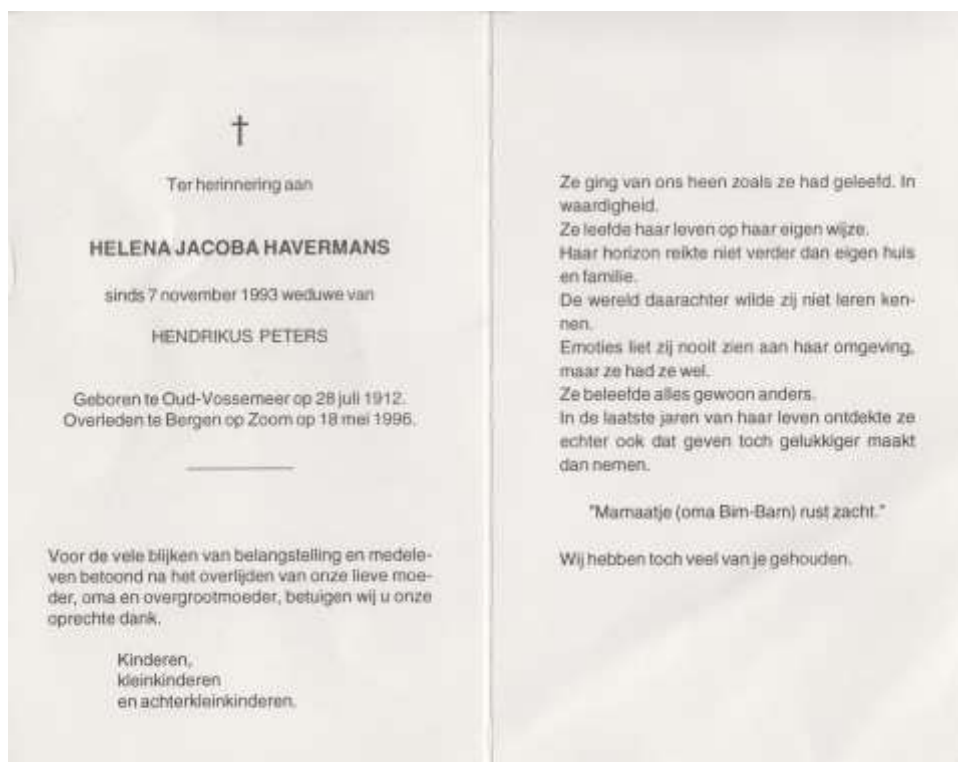 Ter herinnering aan
HELENA JACOBA HAVERMANS
sinds 7 november 1993 weduwe van
HENDRIKUS PETERS
Geboren te Oud-Vossemeer op 28 juli 1912.
Overleden te Bergen op Zoom op 18 mei 1996.
Voor de vele blijken van belangstelling en medele-
ven betoond na het overlijden van onze lieve moe-
der, oma en overgrootmoeder, betuigen wij u onze
oprechte dank.
Kinderen,
kleinkinderen
en achterkleinkinderen.
Ze ging van ons heen zoals ze had geleefd. In
waardigheid.
Ze leefde haar leven op haar eigen wijze.
Haar horizon reikte niet verder dan eigen huis
en familie.
De wereld daarachter wilde zij niet leren ken-
nen.
Emoties liet zij nooit zien aan haar omgeving,
maar ze had ze wel.
Ze beleefde alles gewoon anders.
In de laatste jaren van haar leven ontdekte ze
echter ook dat geven toch gelukkiger maakt
dan nemen.
"Mamaatje (oma Bim-Bam) rust zacht."
Wij hebben toch veel van je gehouden.